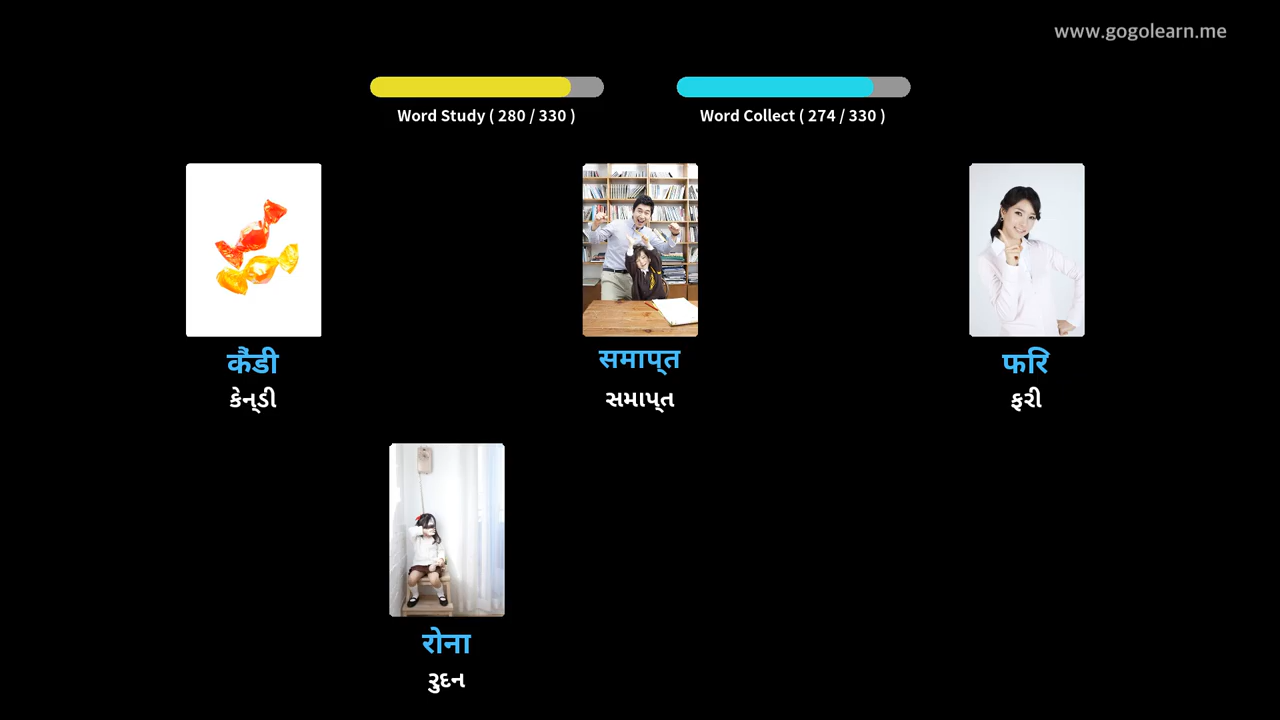 www.gogolearn.me
Word Study ( 280 / 330 )
Word Collect ( 274 / 330 )
कैंडी
કેન્ડી
समाप्त
સમાપ્ત
फरि
ફરી
रोना
રુદન